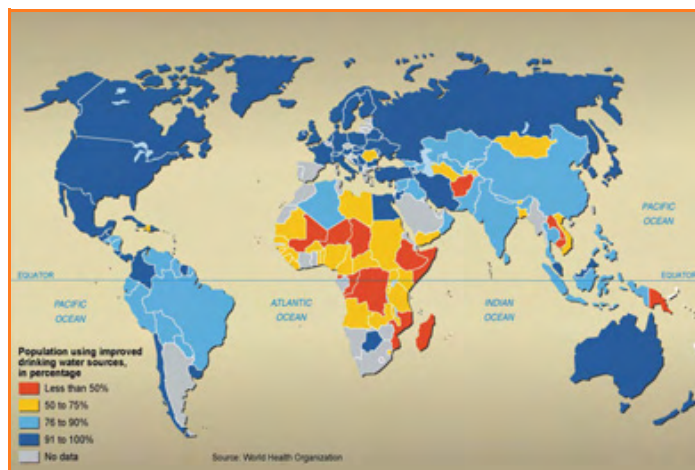 PACIFIC
OCEAN
EQUATOR
EQUATOR
PACIFIC
OCEAN
ATLANTIC
OCEAN
INDIAN
OCEAN
Population using improved
drinking water sources,
in percentage
Less than 50%
50 to 75%
76 to 90%
91 to 100%
No data
Source: World Health Organization